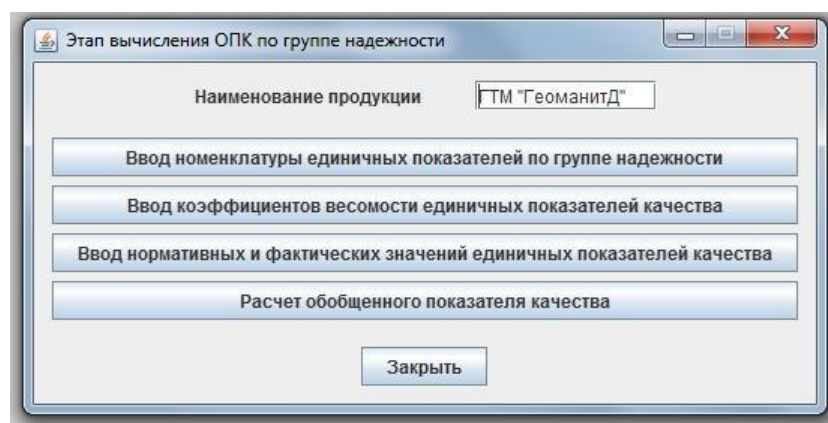 Этап вычисления ОПК по группе надежности
Наименование продукции ГТМ "ГеоманитД"
Ввод номенклатуры единичных показателей по группе надежности
Ввод коэффициентов весомости единичных показателей качества
Ввод нормативных и фактических значений единичных показателей качества
Расчет обобщенного показателя качества
Закрыть